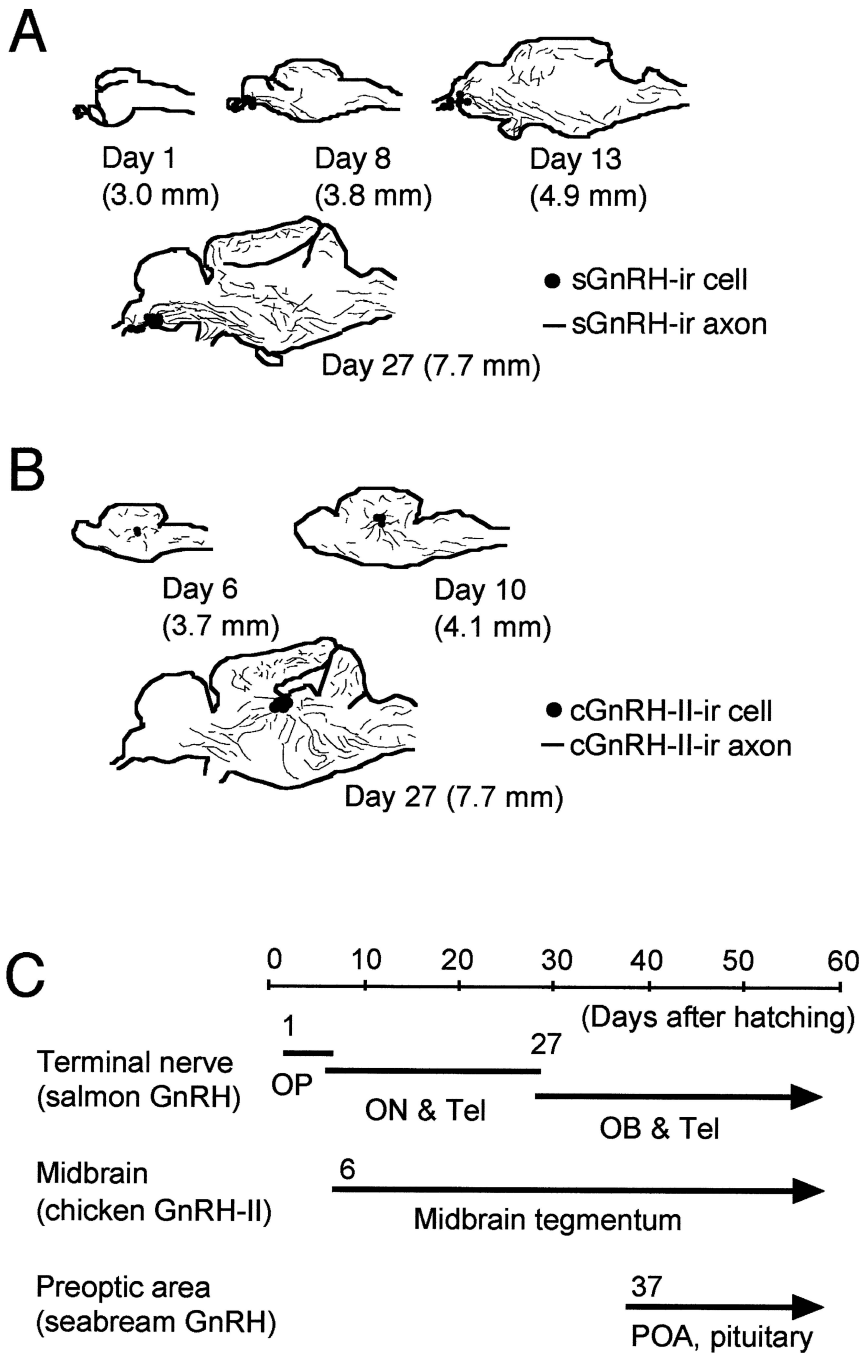 A
Day 1
(3.0 mm)
Day 8
(3.8 mm)
Day 13
(4.9 mm)
sGnRH-ir cell
sGnRH-ir axon
Day 27 (7.7 mm)
B
Day 6
(3.7 mm)
Day 10
(4.1 mm)
cGnRH-II-ir cell
cGnRH-II-ir axon
Day 27 (7.7 mm)
C
0 10 20 30 40 50 60
(Days after hatching)
Terminal nerve
(salmon GnRH)
1
27
OP
ON & Tel
OB & Tel
Midbrain
(chicken GnRH-II)
6
Midbrain tegmentum
Preoptic area
(seabream GnRH)
37
POA, pituitary